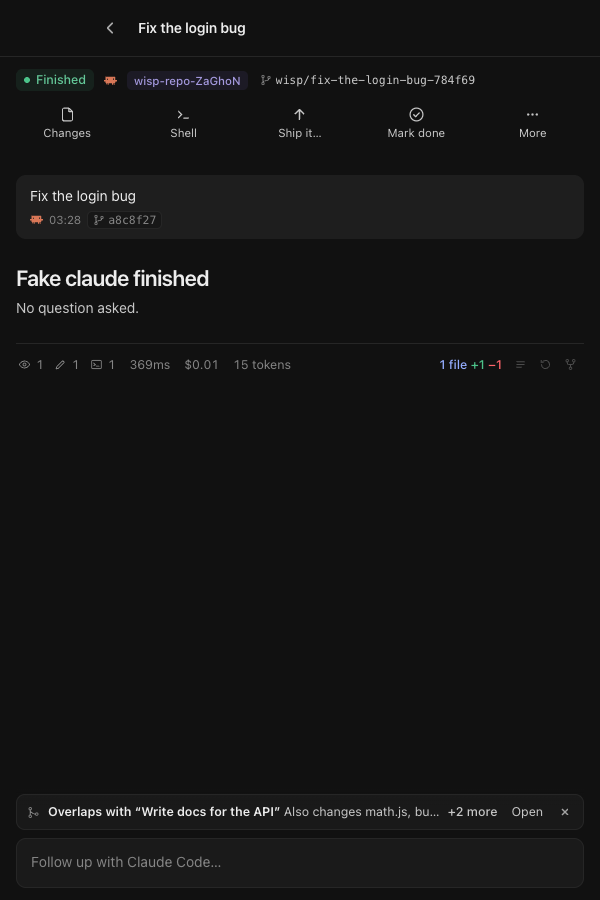 Fix the login bug
Finished wisp-repo-ZaGhoN wisp/fix-the-login-bug-784f69
Changes Shell Ship it... Mark done More
Fix the login bug
03:28 a8c8f27
Fake claude finished
No question asked.
1 1 1 369ms $0.01 15 tokens 1 file +1 −1
Overlaps with “Write docs for the API” Also changes math.js, bu... +2 more Open ×
Follow up with Claude Code...